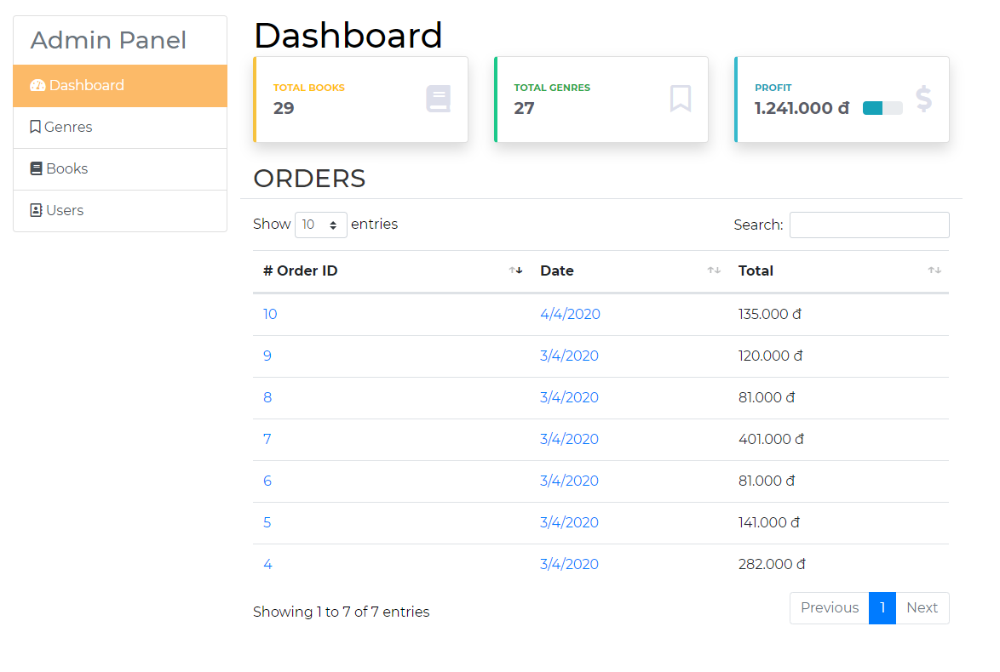 Admin Panel
Dashboard
Genres
Books
Users
Dashboard
TOTAL BOOKS
29
TOTAL GENRES
27
PROFIT
1.241.000 đ
ORDERS
Show 10 entries
Search:
# Order ID Date Total
10 4/4/2020 135.000 đ
9 3/4/2020 120.000 đ
8 3/4/2020 81.000 đ
7 3/4/2020 401.000 đ
6 3/4/2020 81.000 đ
5 3/4/2020 141.000 đ
4 3/4/2020 282.000 đ
Showing 1 to 7 of 7 entries
Previous 1 Next